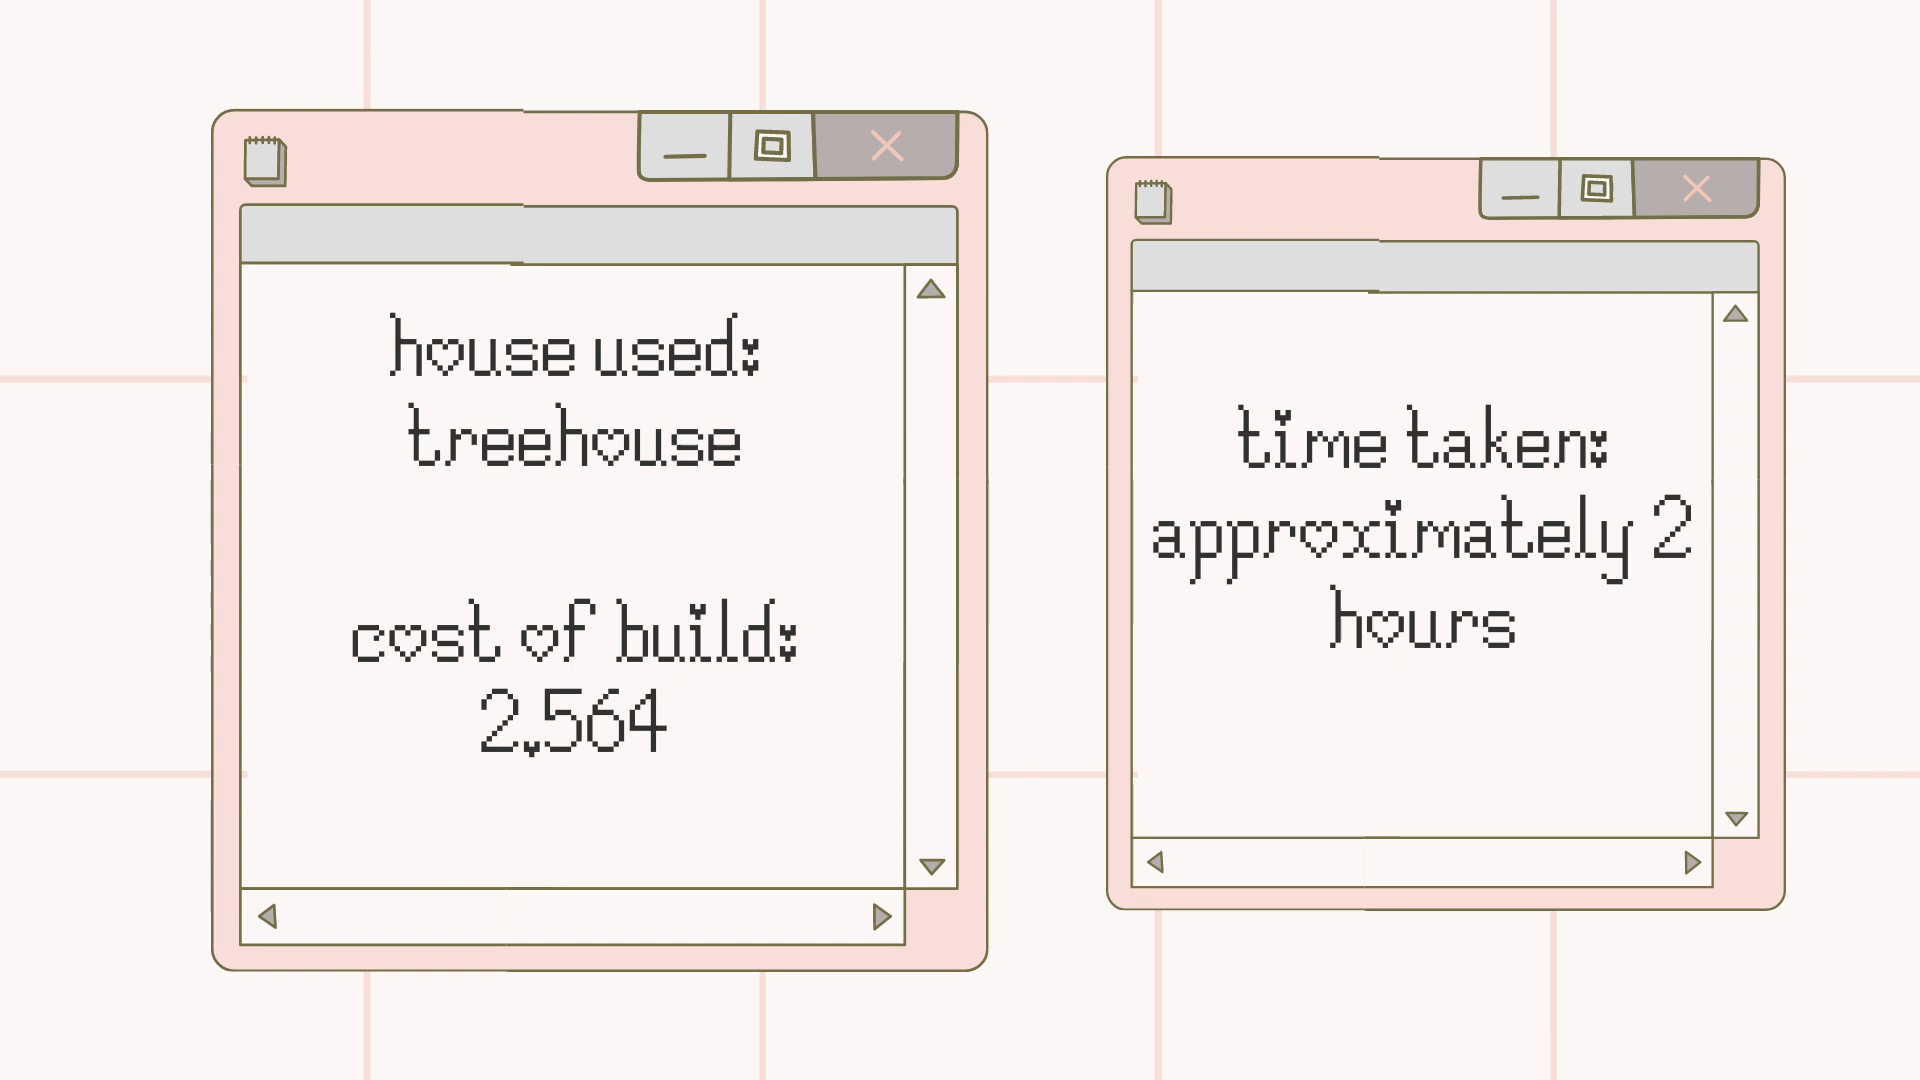 house used:
treehouse
cost of build:
2,564
time taken:
approximately 2
hours